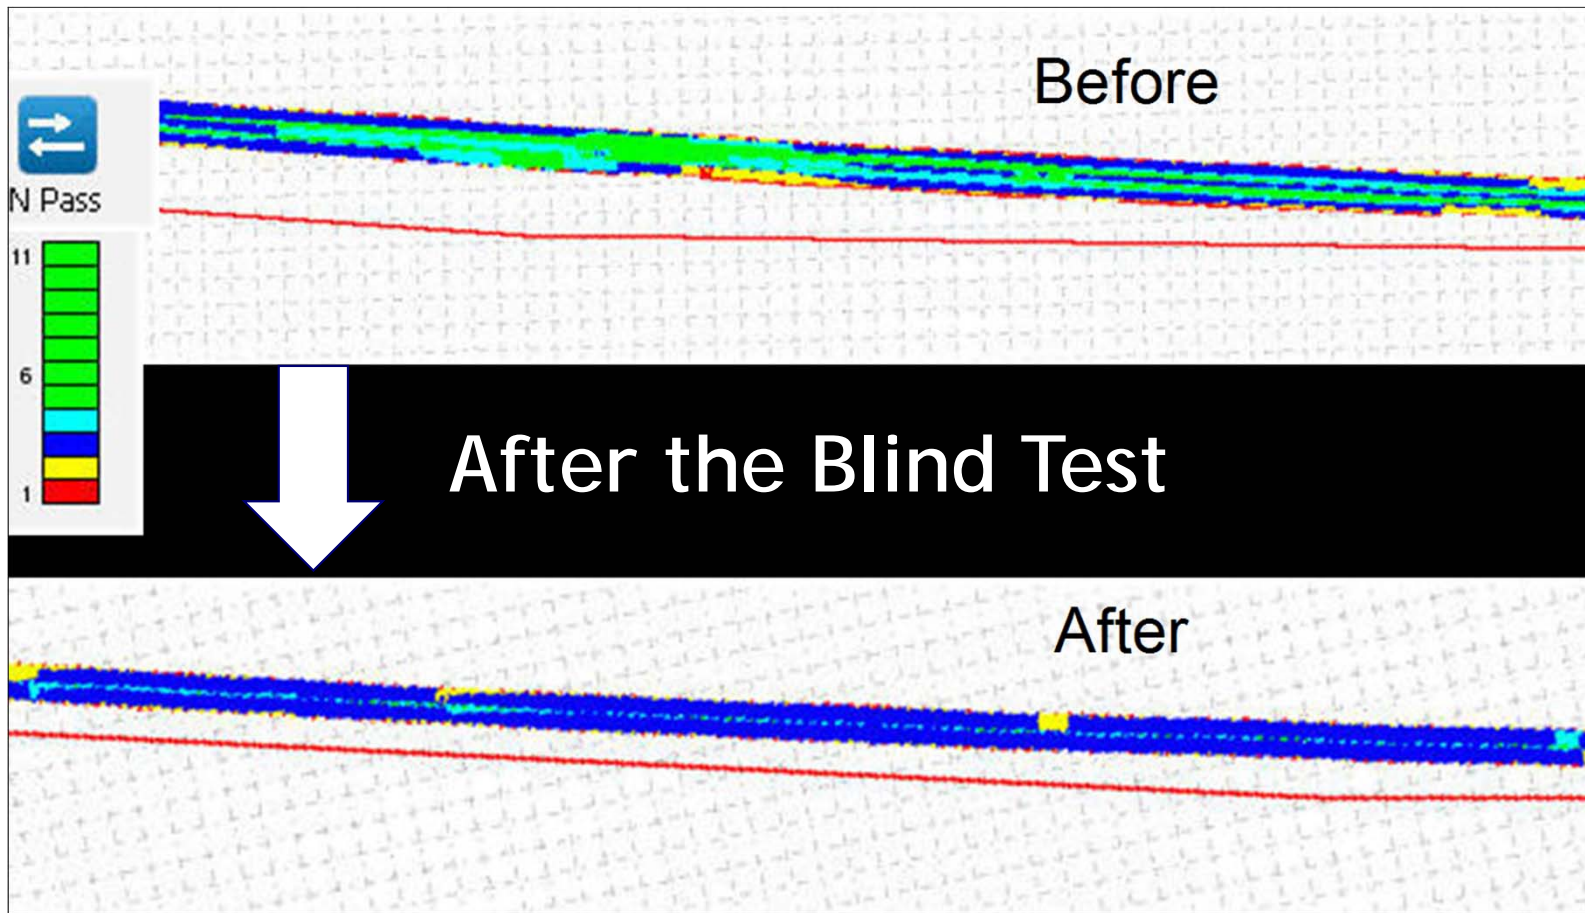 Before
N Pass
11
6
1
After the Blind Test
After